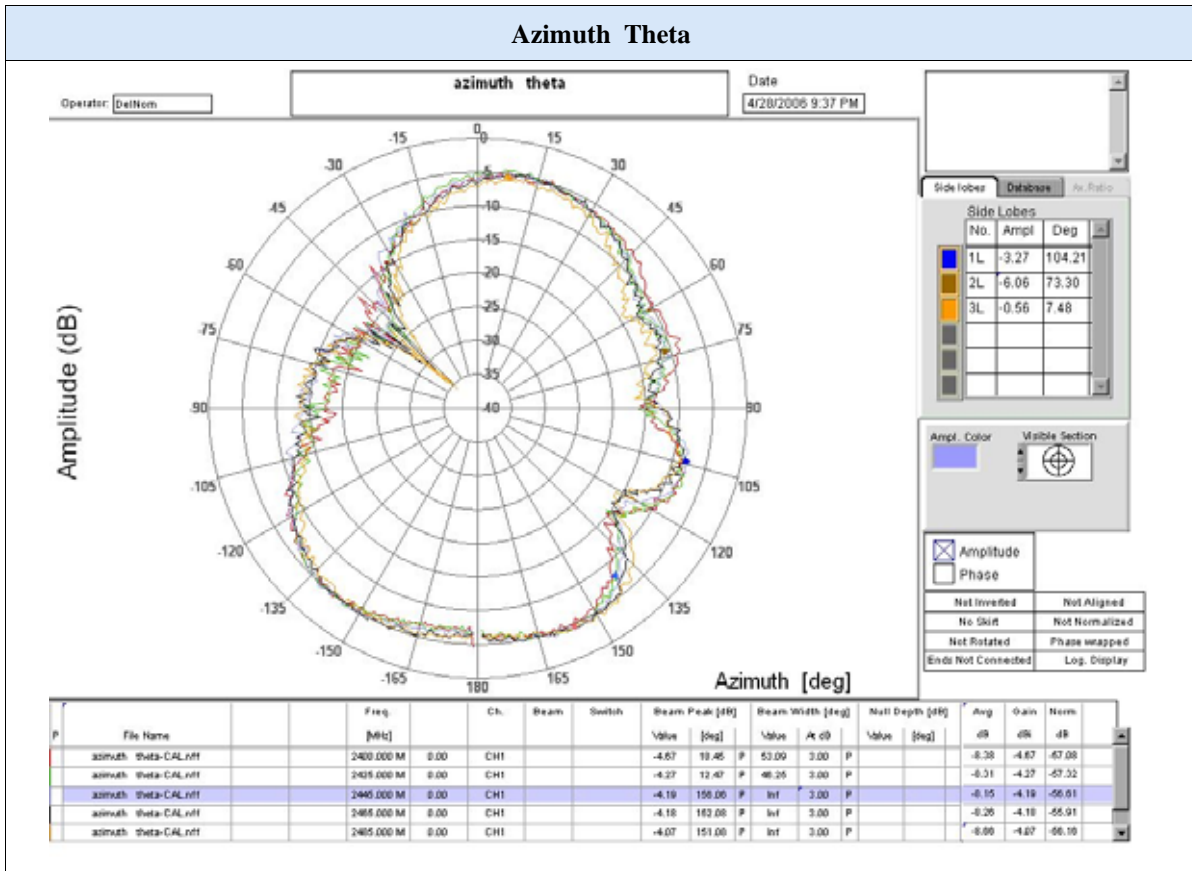 Azimuth Theta
azimuth theta
Operator: DelNom
Date
4/28/2006 9:37 PM
Amplitude (dB)
0
-15
15
-30
30
-45
45
-60
60
-75
75
-90
90
-105
105
-120
120
-135
135
-150
150
-165
165
180
0
-5
-10
-15
-20
-25
-30
-35
-40
Azimuth [deg]
Side lobes Database Ax.Ratio
Side Lobes
No. Ampl Deg
1L -3.27 104.21
2L -6.06 73.30
3L -0.56 7.48
Ampl. Color Visible Section
Amplitude
Phase
Not Inverted Not Aligned
No Skirt Not Normalized
Not Rotated Phase wrapped
Ends Not Connected Log. Display
Freq. Ch. Beam Switch Beam Peak [dB] Beam Width [deg] Null Depth [dB] Avg Gain Norm
P File Name [MHz] Value [deg] Value At dB Value [deg] dB dBi dB
azimuth theta-CAL.nff 2400.000 M 0.00 CH1 -4.67 18.45 P 53.09 3.00 P -8.38 -4.67 -57.08
azimuth theta-CAL.nff 2425.000 M 0.00 CH1 -4.27 12.47 P 46.25 3.00 P -8.31 -4.27 -57.32
azimuth theta-CAL.nff 2445.000 M 0.00 CH1 -4.19 156.06 P Inf 3.00 P -8.15 -4.19 -56.61
azimuth theta-CAL.nff 2465.000 M 0.00 CH1 -4.18 P Inf 3.00 P -8.26 -4.18 -55.91
azimuth theta-CAL.nff 2485.000 M 0.00 CH1 -4.07 P Inf 3.00 P -4.07